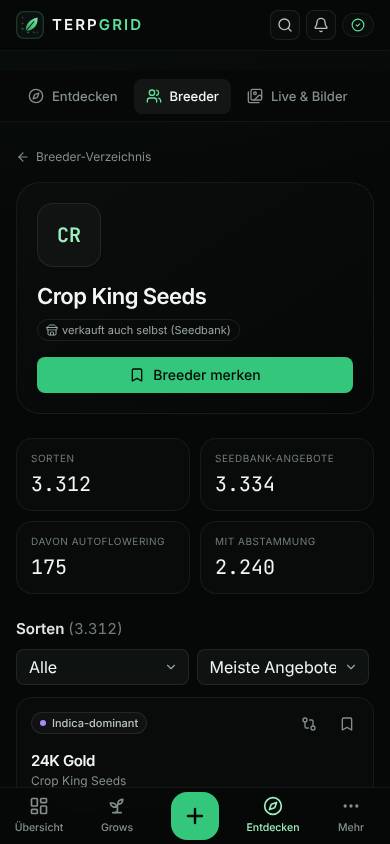 TERPGRID
Entdecken
Breeder
Live & Bilder
Breeder-Verzeichnis
CR
Crop King Seeds
verkauft auch selbst (Seedbank)
Breeder merken
SORTEN
3.312
SEEDBANK-ANGEBOTE
3.334
DAVON AUTOFLOWERING
175
MIT ABSTAMMUNG
2.240
Sorten (3.312)
Alle
Meiste Angebote
Indica-dominant
24K Gold
Crop King Seeds
Übersicht
Grows
Entdecken
Mehr